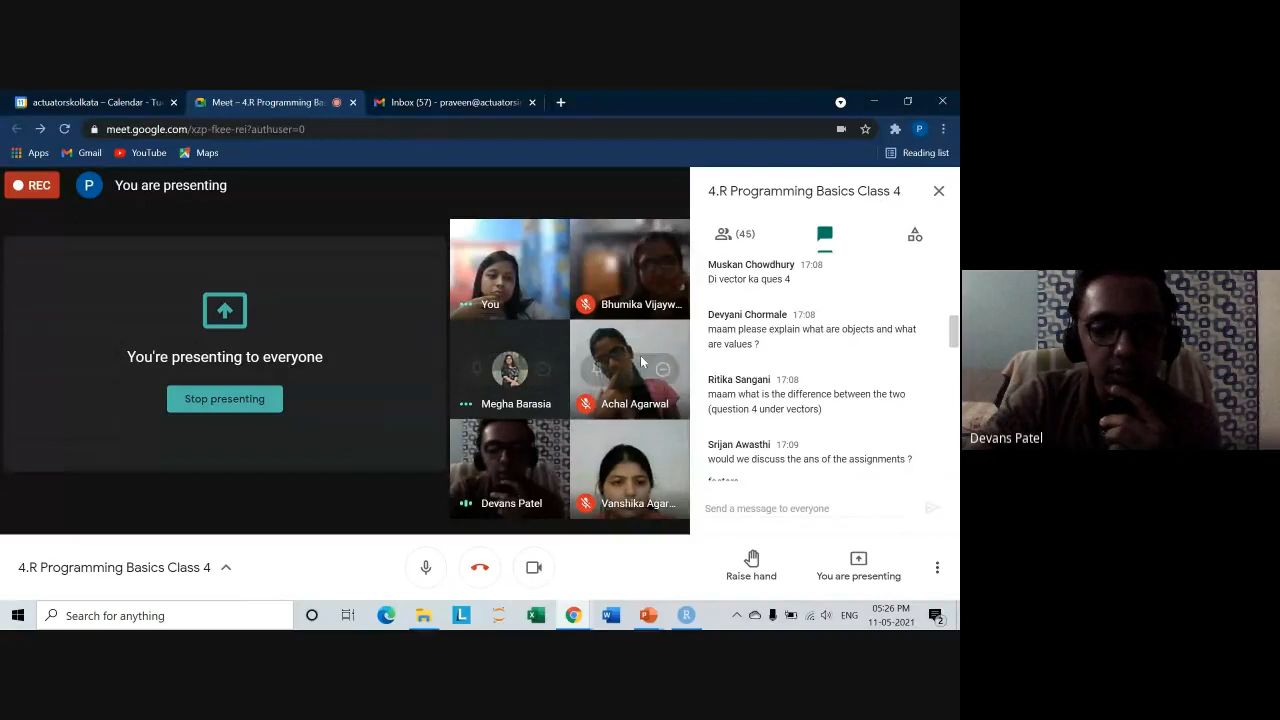 actuatorskolkata – Calendar - Tu
Meet – 4.R Programming Ba
Inbox (57) - praveen@actuatorsi
meet.google.com/xzp-fkee-rei?authuser=0
P
Apps
Gmail
YouTube
Maps
Reading list
REC
P
You are presenting
You're presenting to everyone
Stop presenting
You
Bhumika Vijayw...
Megha Barasia
Achal Agarwal
Devans Patel
Vanshika Agar...
4.R Programming Basics Class 4
(45)
Muskan Chowdhury 17:08
Di vector ka ques 4
Devyani Chormale 17:08
maam please explain what are objects and what
are values ?
Ritika Sangani 17:08
maam what is the difference between the two
(question 4 under vectors)
Srijan Awasthi 17:09
would we discuss the ans of the assignments ?
Send a message to everyone
4.R Programming Basics Class 4
Raise hand
You are presenting
Search for anything
L
ENG
05:26 PM
11-05-2021
2
Devans Patel